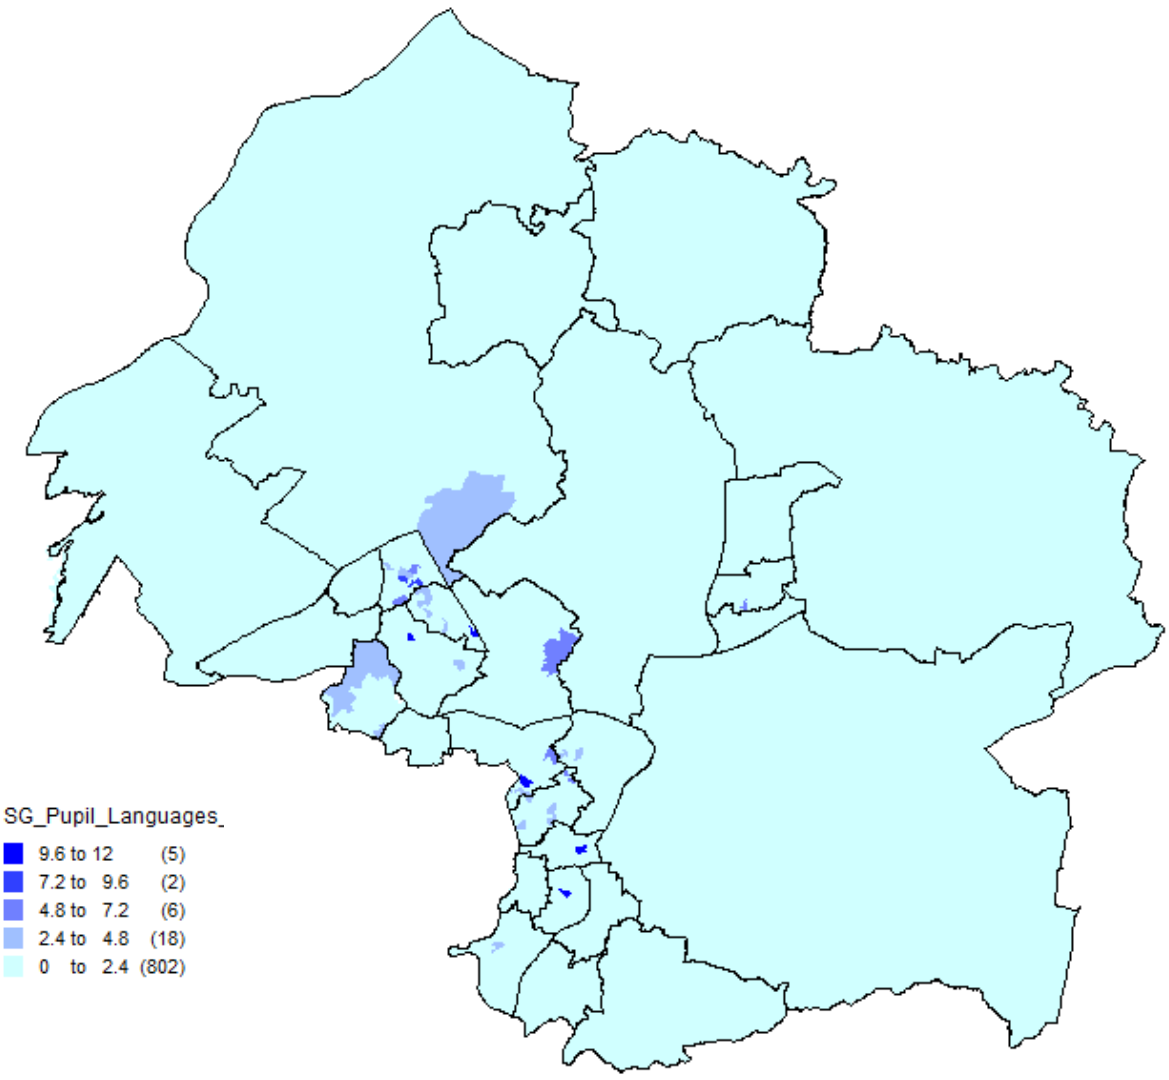 SG_Pupil_Languages_
9.6 to 12 (5)
7.2 to 9.6 (2)
4.8 to 7.2 (6)
2.4 to 4.8 (18)
0 to 2.4 (802)